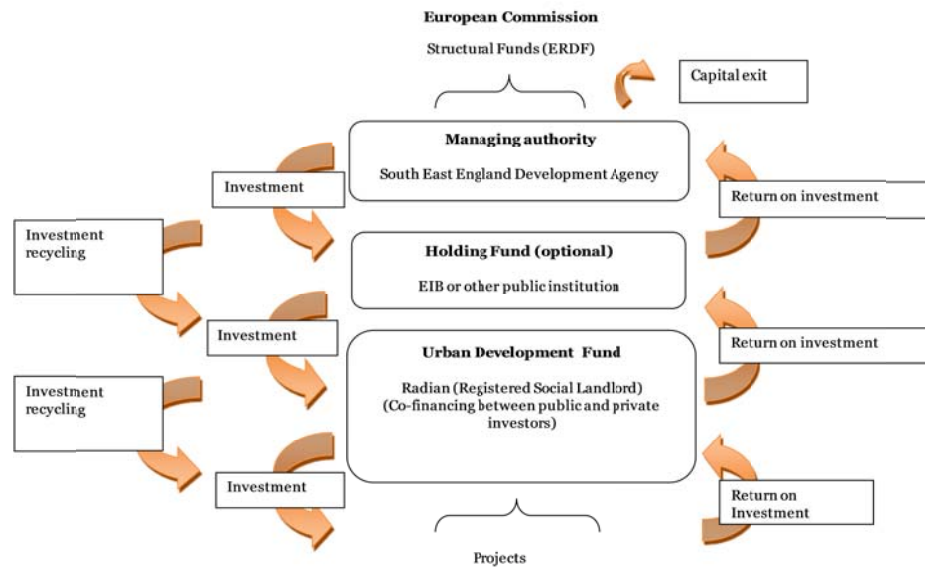 European Commission
Structural Funds (ERDF)
Capital exit
Managing authority
South East England Development Agency
Investment
Return on investment
Investment
recycling
Holding Fund (optional)
EIB or other public institution
Investment
Return on investment
Urban Development Fund
Radian (Registered Social Landlord)
(Co-financing between public and private
investors)
Investment
recycling
Investment
Return on
Investment
Projects